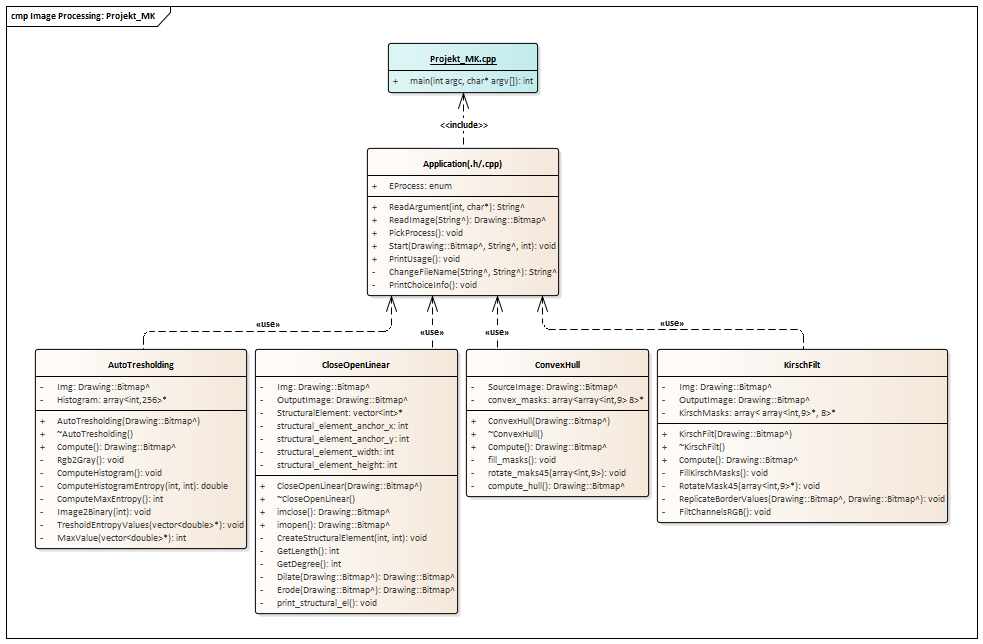 cmp Image Processing: Projekt_MK
Projekt_MK.cpp
+ main(int argc, char* argv[]): int
<<include>>
Application(.h/.cpp)
+ EProcess: enum
+ ReadArgument(int, char*): String^
+ ReadImage(String^): Drawing::Bitmap^
+ PickProcess(): void
+ Start(Drawing::Bitmap^, String^, int): void
+ PrintUsage(): void
- ChangeFileName(String^, String^): String^
- PrintChoiceInfo(): void
«use»
«use»
«use»
«use»
AutoTresholding
- Img: Drawing::Bitmap^
- Histogram: array<int,256>*
+ AutoTresholding(Drawing::Bitmap^)
+ ~AutoTresholding()
+ Compute(): Drawing::Bitmap^
- Rgb2Gray(): void
- ComputeHistogram(): void
- ComputeHistogramEntropy(int, int): double
- ComputeMaxEntropy(): int
- Image2Binary(int): void
- TresholdEntropyValues(vector<double>*): void
- MaxValue(vector<double>*): int
CloseOpenLinear
- Img: Drawing::Bitmap^
- OutputImage: Drawing::Bitmap^
- StructuralElement: vector<int>*
- structural_element_anchor_x: int
- structural_element_anchor_y: int
- structural_element_width: int
- structural_element_height: int
+ CloseOpenLinear(Drawing::Bitmap^)
+ ~CloseOpenLinear()
+ imclose(): Drawing::Bitmap^
+ imopen(): Drawing::Bitmap^
- CreateStructuralElement(int, int): void
- GetLength(): int
- GetDegree(): int
- Dilate(Drawing::Bitmap^): Drawing::Bitmap^
- Erode(Drawing::Bitmap^): Drawing::Bitmap^
- print_structural_el(): void
ConvexHull
- SourceImage: Drawing::Bitmap^
- convex_masks: array<array<int,9> 8>*
+ ConvexHull(Drawing::Bitmap^)
+ ~ConvexHull()
+ Compute(): Drawing::Bitmap^
- fill_masks(): void
- rotate_maks45(array<int,9>): void
- compute_hull(): Drawing::Bitmap^
KirschFilt
- Img: Drawing::Bitmap^
- OutputImage: Drawing::Bitmap^
- KirschMasks: array< array<int,9>*, 8>*
+ KirschFilt(Drawing::Bitmap^)
+ ~KirschFilt()
+ Compute(): Drawing::Bitmap^
- FillKirschMasks(): void
- RotateMask45(array<int,9>*): void
- ReplicateBorderValues(Drawing::Bitmap^, Drawing::Bitmap^): void
- FiltChannelsRGB(): void